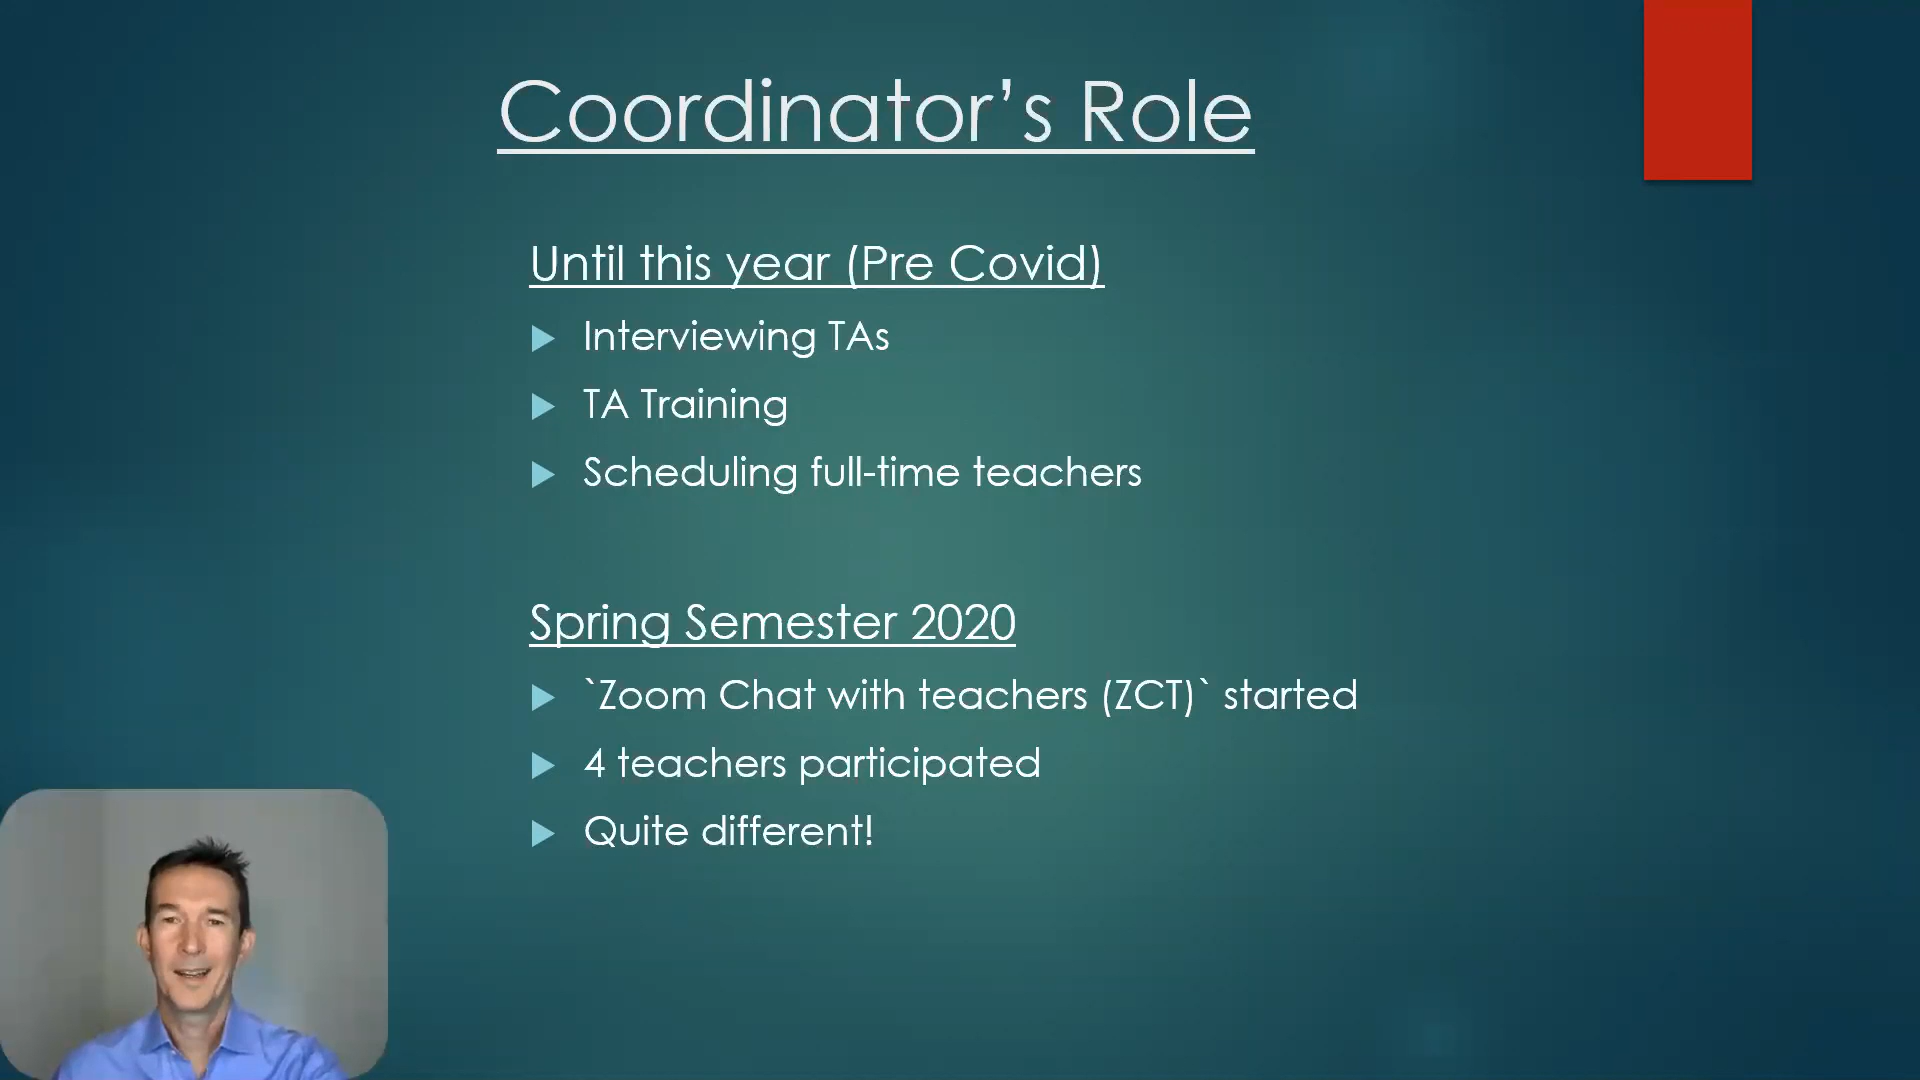 Coordinator’s Role
Until this year (Pre Covid)
Interviewing TAs
TA Training
Scheduling full-time teachers
Spring Semester 2020
`Zoom Chat with teachers (ZCT)` started
4 teachers participated
Quite different!